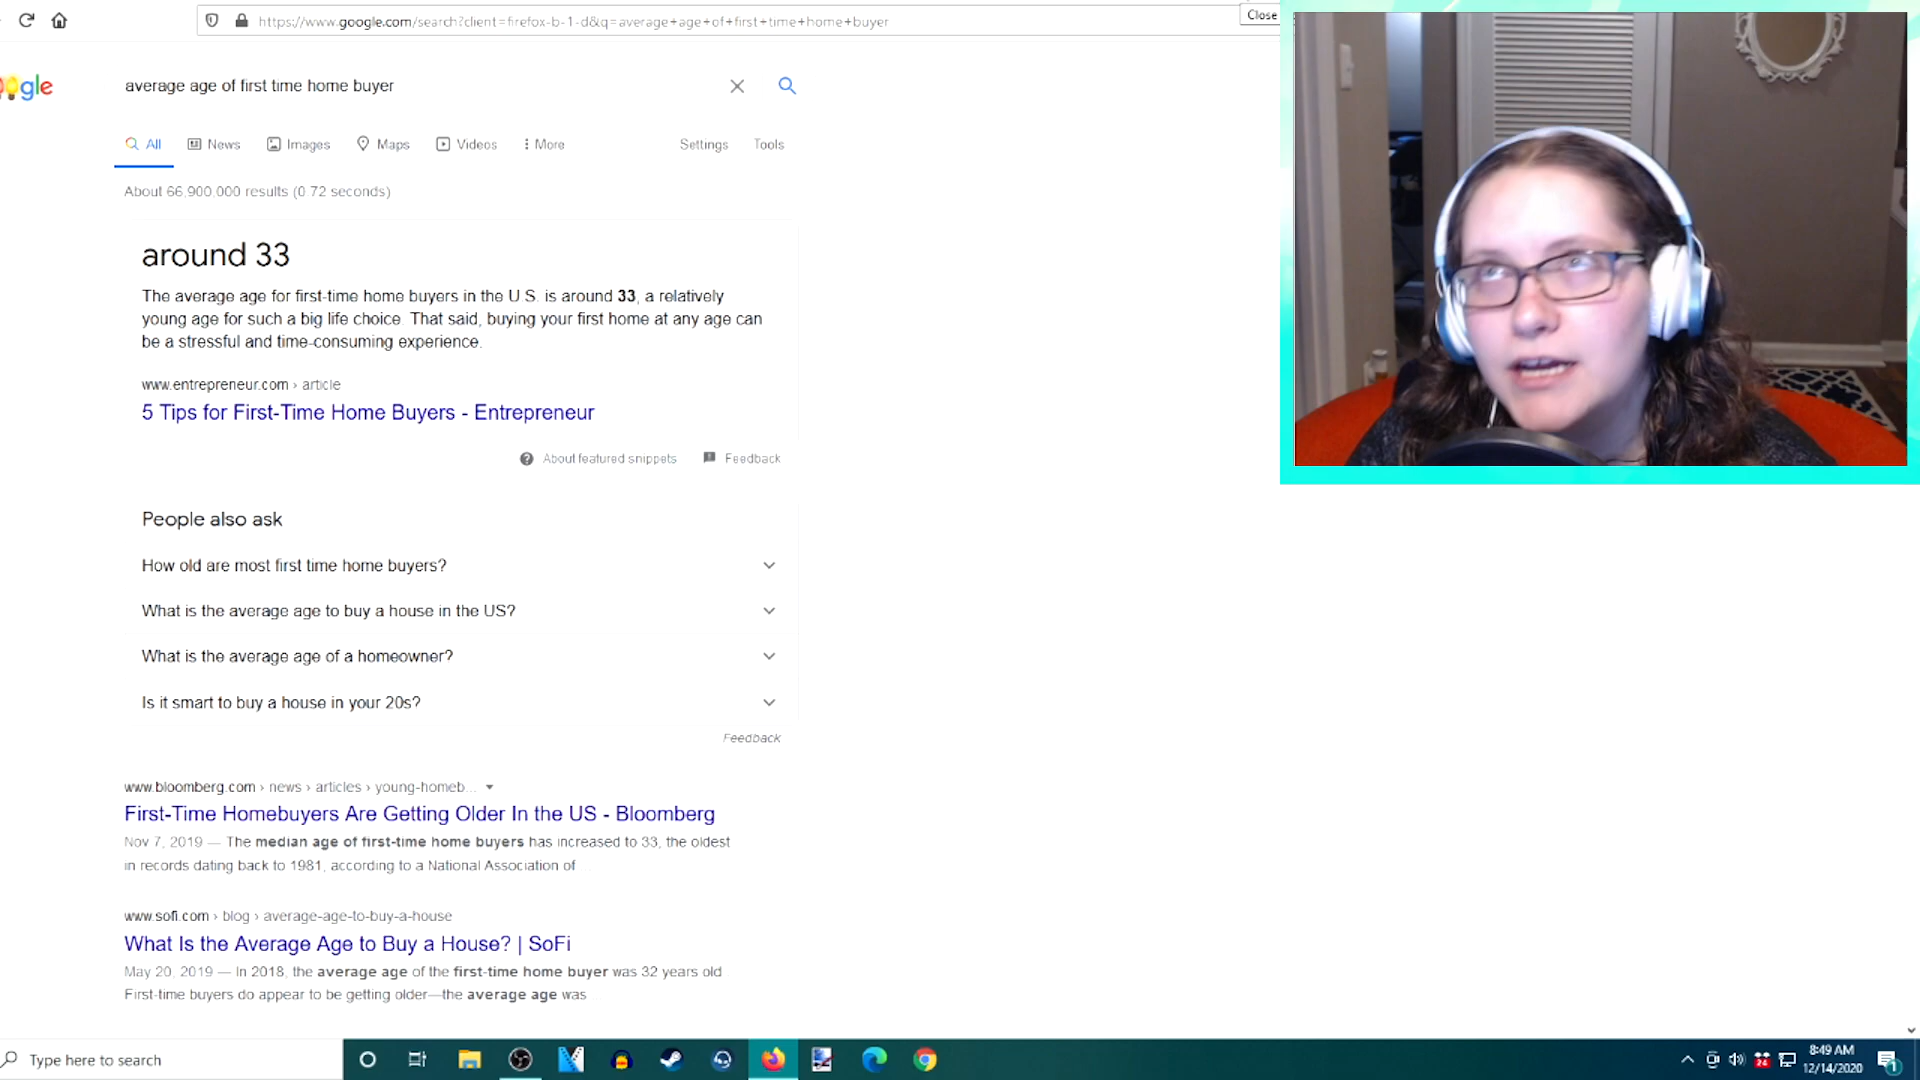 https://www.google.com/search?client=firefox-b-1-d&q=average+age+of+first+time+home+buyer
Close
gle
average age of first time home buyer
All
News
Images
Maps
Videos
More
Settings
Tools
About 66,900,000 results (0.72 seconds)
around 33
The average age for first-time home buyers in the U.S. is around 33, a relatively
young age for such a big life choice. That said, buying your first home at any age can
be a stressful and time-consuming experience.
www.entrepreneur.com › article
5 Tips for First-Time Home Buyers - Entrepreneur
About featured snippets
Feedback
People also ask
How old are most first time home buyers?
What is the average age to buy a house in the US?
What is the average age of a homeowner?
Is it smart to buy a house in your 20s?
Feedback
www.bloomberg.com › news › articles › young-homeb...
First-Time Homebuyers Are Getting Older In the US - Bloomberg
Nov 7, 2019 — The median age of first-time home buyers has increased to 33, the oldest
in records dating back to 1981, according to a National Association of
www.sofi.com › blog › average-age-to-buy-a-house
What Is the Average Age to Buy a House? | SoFi
May 20, 2019 — In 2018, the average age of the first-time home buyer was 32 years old
First-time buyers do appear to be getting older—the average age was
Type here to search
24
8:49 AM
12/14/2020
1